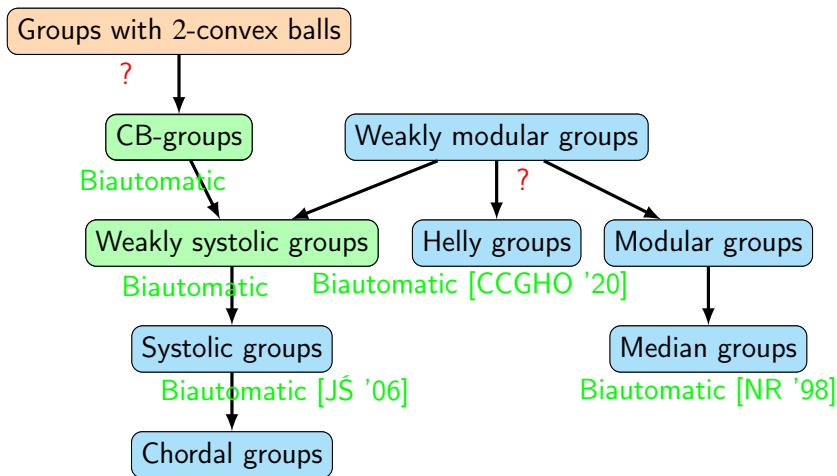 Groups with 2-convex balls
?
CB-groups
Weakly modular groups
Biautomatic
?
Weakly systolic groups
Helly groups
Modular groups
Biautomatic
Biautomatic [CCGHO '20]
Systolic groups
Median groups
Biautomatic [JŚ '06]
Biautomatic [NR '98]
Chordal groups